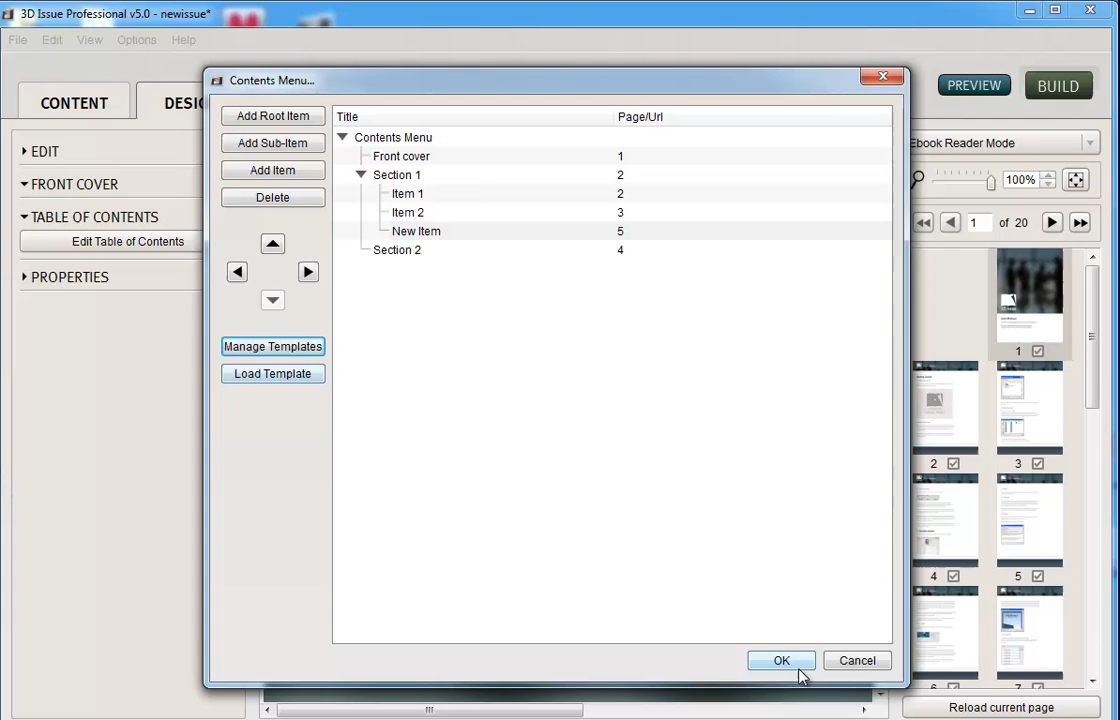 3D Issue Professional v5.0 - newissue*
File Edit View Options Help
CONTENT
DESIG
PREVIEW
BUILD
EDIT
FRONT COVER
TABLE OF CONTENTS
Edit Table of Contents
PROPERTIES
Contents Menu...
Add Root Item
Add Sub-Item
Add Item
Delete
Manage Templates
Load Template
Title Page/Url
Contents Menu
Front cover 1
Section 1 2
Item 1 2
Item 2 3
New Item 5
Section 2 4
OK Cancel
Ebook Reader Mode
100%
1 of 20
1
2 3
4 5
6 7
Reload current page